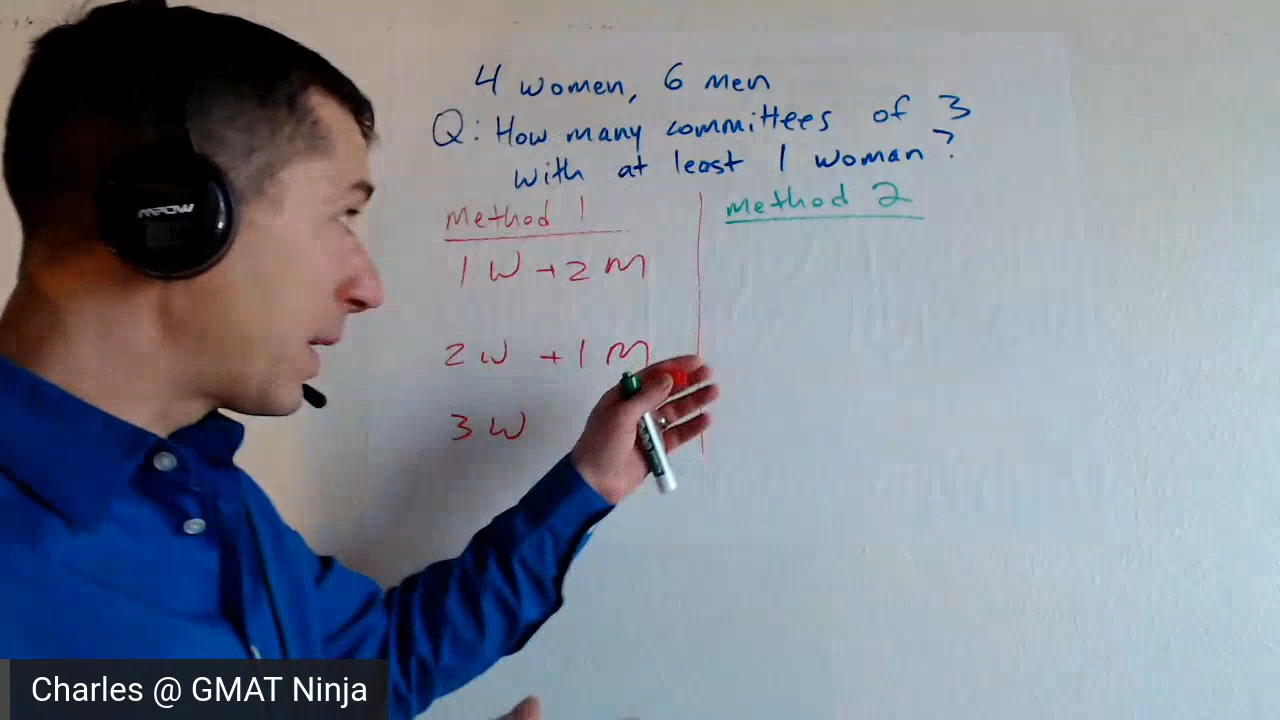 4 women, 6 men
Q: How many committees of 3
with at least 1 woman?
Method 1
1 W + 2 M
2 W + 1 M
3 W
Method 2
mpow
Charles @ GMAT Ninja